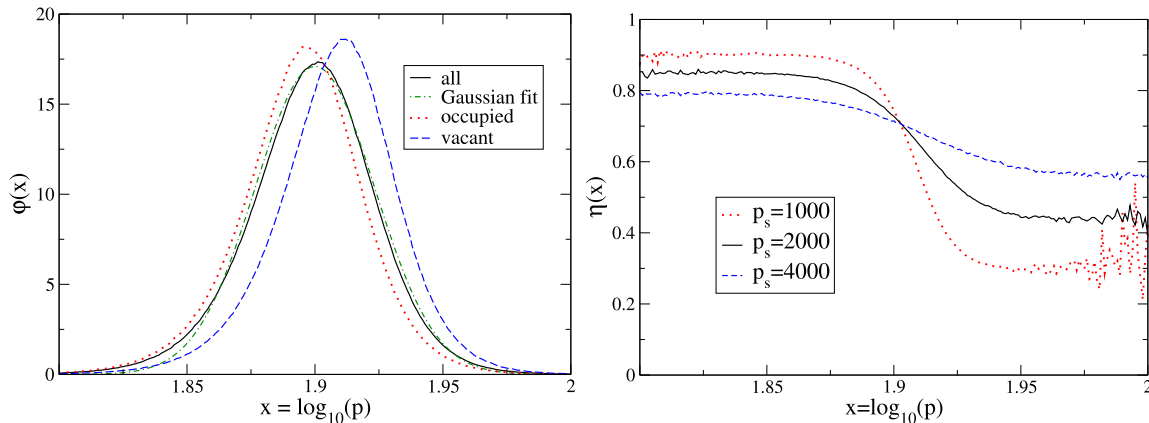 20
15
10
5
0
φ(x)
1.85
1.9
1.95
2
x = log10(p)
all
Gaussian fit
occupied
vacant
1
0.8
0.6
0.4
0.2
0
η(x)
1.85
1.9
1.95
2
x=log10(p)
ps=1000
ps=2000
ps=4000